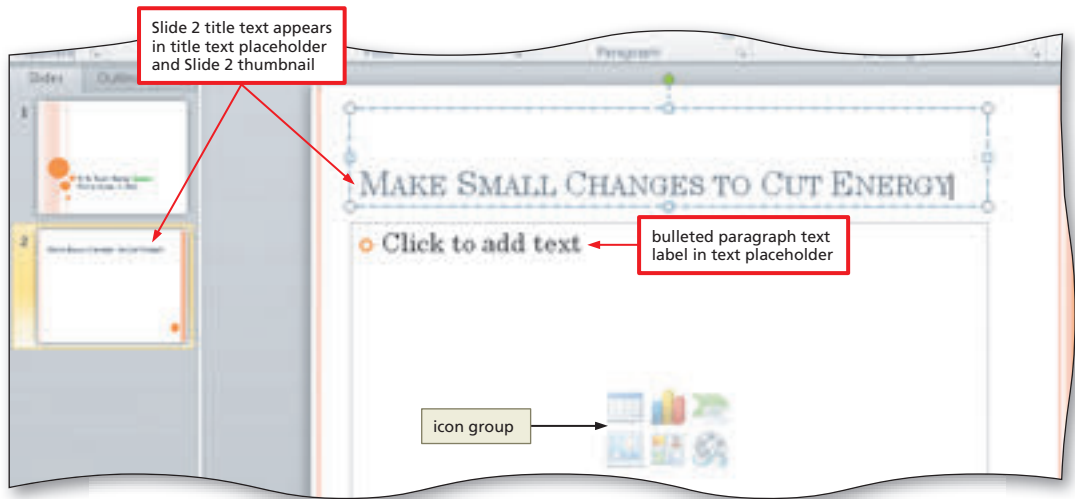 Slide 2 title text appears
in title text placeholder
and Slide 2 thumbnail
Paragraph
Slides
1
MAKE SMALL CHANGES TO CUT ENERGY
2
Click to add text
bulleted paragraph text
label in text placeholder
icon group